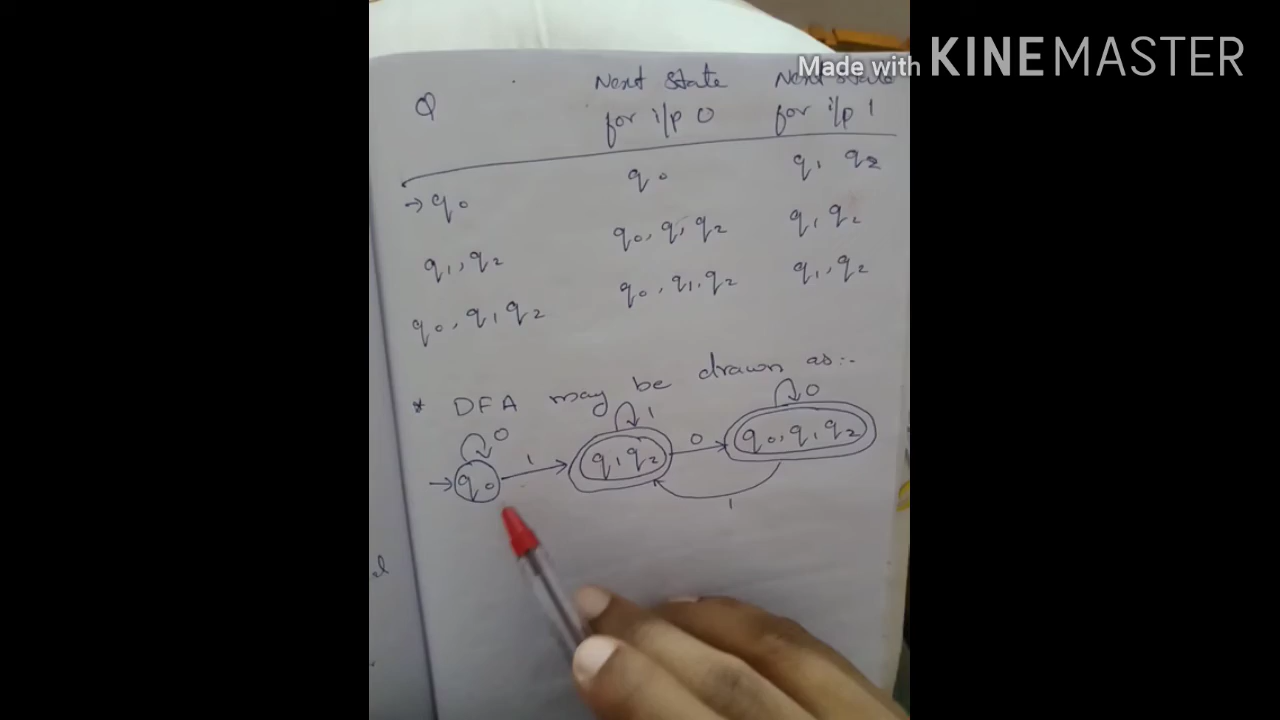 Made with KINEMASTER
Q Next state Next state
for i/p 0 for i/p 1
→ q0 q0 q1 q2
q1, q2 q0, q1 q2 q1 q2
q0, q1 q2 q0, q1, q2 q1, q2
* DFA may be drawn as:-
0 1 0
1 0
→ q0 q1 q2 q0, q1 q2
1